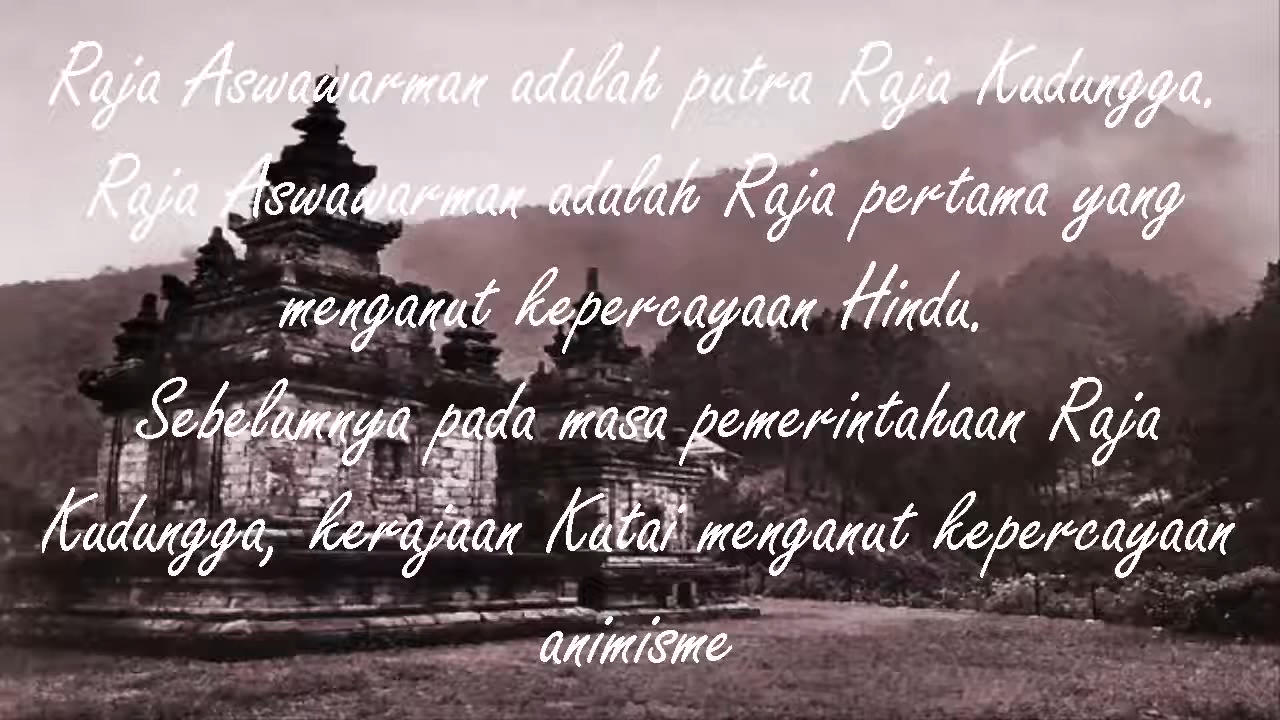 Raja Aswawarman adalah putra Raja Kudungga.
Raja Aswawarman adalah Raja pertama yang
menganut kepercayaan Hindu.
Sebelumnya pada masa pemerintahaan Raja
Kudungga, kerajaan Kutai menganut kepercayaan
animisme